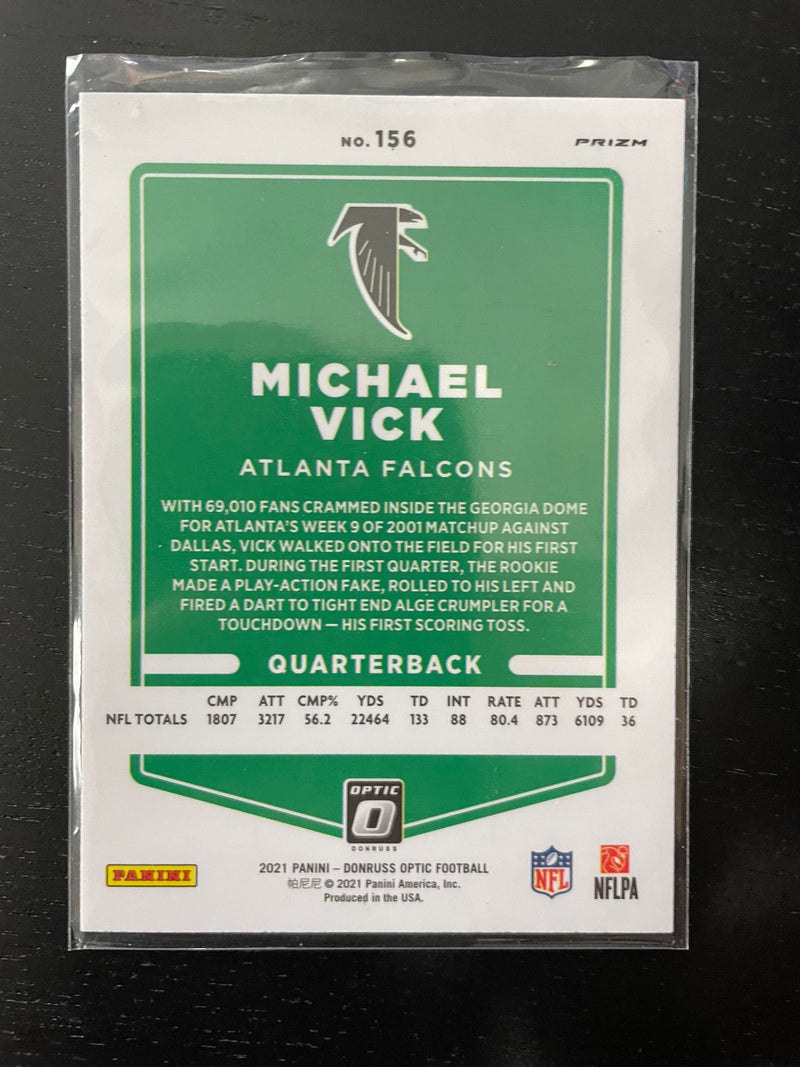 NO. 156
PRIZM
MICHAEL
VICK
ATLANTA FALCONS
WITH 69,010 FANS CRAMMED INSIDE THE GEORGIA DOME
FOR ATLANTA'S WEEK 9 OF 2001 MATCHUP AGAINST
DALLAS, VICK WALKED ONTO THE FIELD FOR HIS FIRST
START. DURING THE FIRST QUARTER, THE ROOKIE
MADE A PLAY-ACTION FAKE, ROLLED TO HIS LEFT AND
FIRED A DART TO TIGHT END ALGE CRUMPLER FOR A
TOUCHDOWN — HIS FIRST SCORING TOSS.
QUARTERBACK
CMP ATT CMP% YDS TD INT RATE ATT YDS TD
NFL TOTALS 1807 3217 56.2 22464 133 88 80.4 873 6109 36
OPTIC
O
DONRUSS
PANINI
2021 PANINI – DONRUSS OPTIC FOOTBALL
帕尼尼 © 2021 Panini America, Inc.
Produced in the USA.
NFL
NFLPA